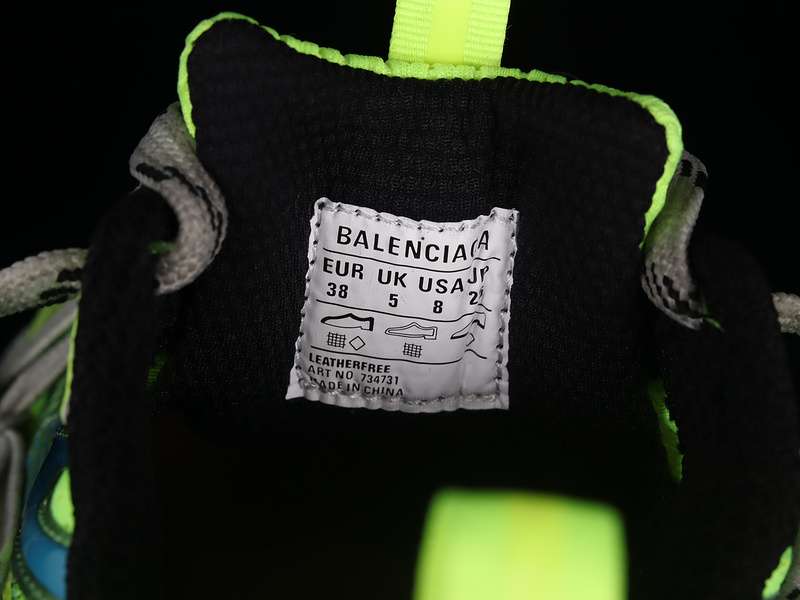 BALENCIAGA
EUR UK USA JP
38 5 8
LEATHERFREE
ART NO. 734731
MADE IN CHINA